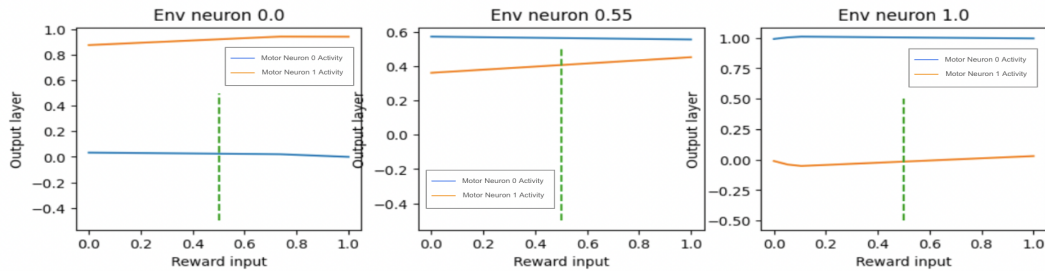 Env neuron 0.0
Output layer
1.0
0.8
0.6
0.4
0.2
0.0
−0.2
−0.4
Motor Neuron 0 Activity
Motor Neuron 1 Activity
0.0 0.2 0.4 0.6 0.8 1.0
Reward input
Env neuron 0.55
Output layer
0.6
0.4
0.2
0.0
−0.2
−0.4
Motor Neuron 0 Activity
Motor Neuron 1 Activity
0.0 0.2 0.4 0.6 0.8 1.0
Reward input
Env neuron 1.0
Output layer
1.00
0.75
0.50
0.25
0.00
−0.25
−0.50
Motor Neuron 0 Activity
Motor Neuron 1 Activity
0.0 0.2 0.4 0.6 0.8 1.0
Reward input